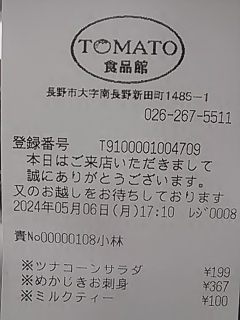 TOMATO
食品館
長野市大字南長野新田町1485-1
026-267-5511
登録番号 T9100001004709
本日はご来店いただきまして
誠にありがとうございます。
又のお越しをお待ちしております
2024年05月06日(月)17:10 レジ0008
責No00000108小林
※ツナコーンサラダ ¥199
※めかじきお刺身 ¥367
※ミルクティー ¥100